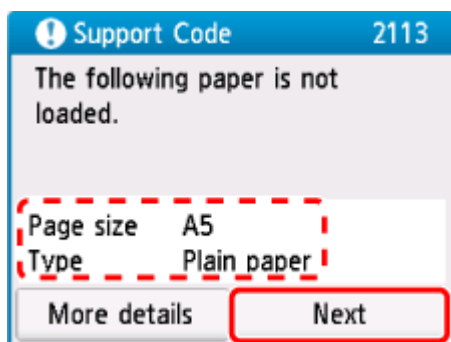 Support Code 2113
The following paper is not
loaded.
Page size A5
Type Plain paper
More details Next